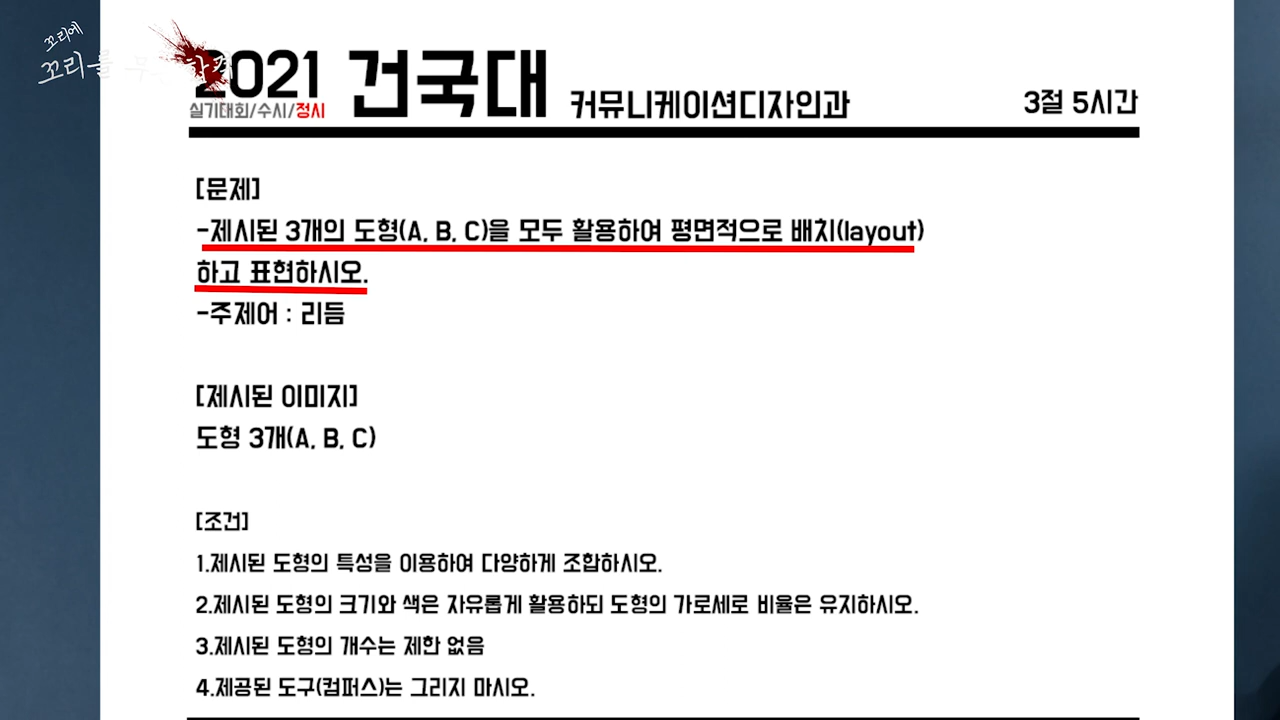 꼬리에
꼬리를
2021 건국대 커뮤니케이션디자인과 3절 5시간
실기대회/수시/정시
[문제]
-제시된 3개의 도형(A, B, C)을 모두 활용하여 평면적으로 배치(layout)
하고 표현하시오.
-주제어 : 리듬
[제시된 이미지]
도형 3개(A, B, C)
[조건]
1.제시된 도형의 특성을 이용하여 다양하게 조합하시오.
2.제시된 도형의 크기와 색은 자유롭게 활용하되 도형의 가로세로 비율은 유지하시오.
3.제시된 도형의 개수는 제한 없음
4.제공된 도구(컴퍼스)는 그리지 마시오.